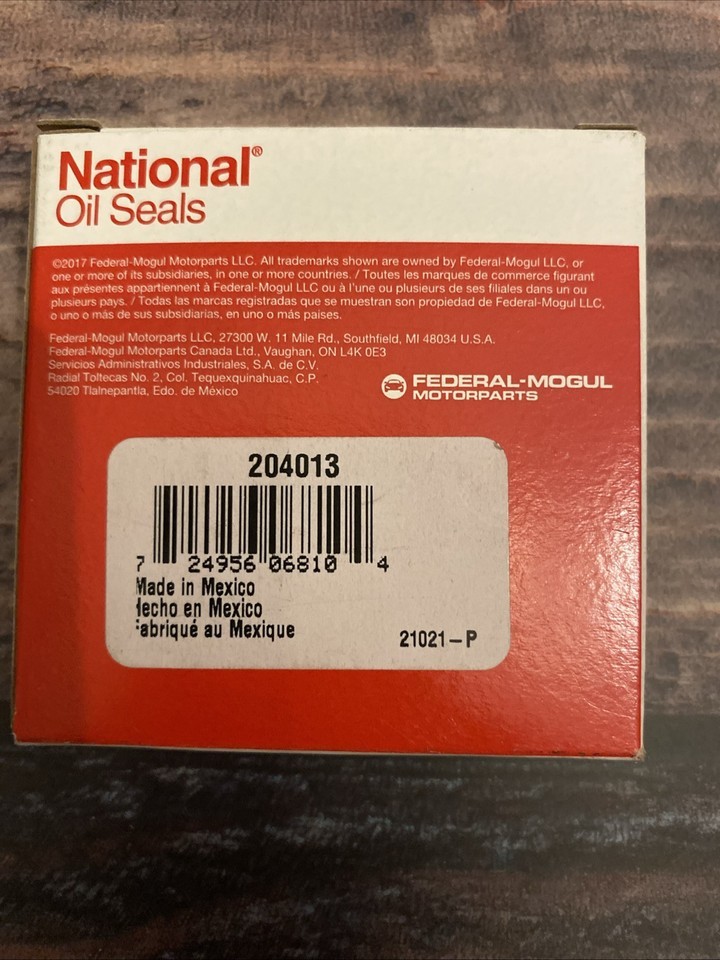 National®
Oil Seals
©2017 Federal-Mogul Motorparts LLC. All trademarks shown are owned by Federal-Mogul LLC, or
one or more of its subsidiaries, in one or more countries. / Toutes les marques de commerce figurant
aux présentes appartiennent à Federal-Mogul LLC ou à l'une ou plusieurs de ses filiales dans un ou
plusieurs pays. / Todas las marcas registradas que se muestran son propiedad de Federal-Mogul LLC,
o uno o más de sus subsidiarias, en uno o más paises.
Federal-Mogul Motorparts LLC, 27300 W. 11 Mile Rd., Southfield, MI 48034 U.S.A.
Federal-Mogul Motorparts Canada Ltd., Vaughan, ON L4K 0E3
Servicios Administrativos Industriales, S.A. de C.V.
Radial Toltecas No. 2, Col. Tequexquinahuac, C.P.
54020 Tlalnepantla, Edo. de México
FEDERAL-MOGUL
MOTORPARTS
204013
7 24956 06810 4
Made in Mexico
Hecho en Mexico
Fabriqué au Mexique
21021-P